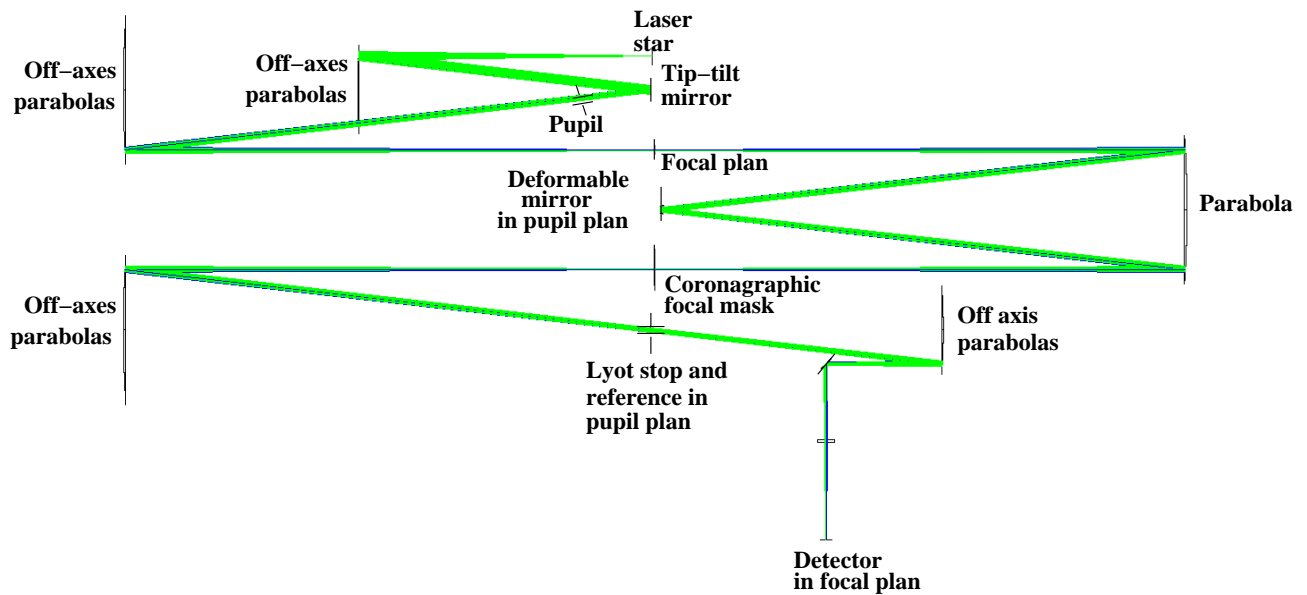 Laser
star
Off−axes
parabolas
Off−axes
parabolas
Tip−tilt
mirror
Pupil
Focal plan
Deformable
mirror
in pupil plan
Parabola
Off−axes
parabolas
Coronagraphic
focal mask
Off axis
parabolas
Lyot stop and
reference in
pupil plan
Detector
in focal plan